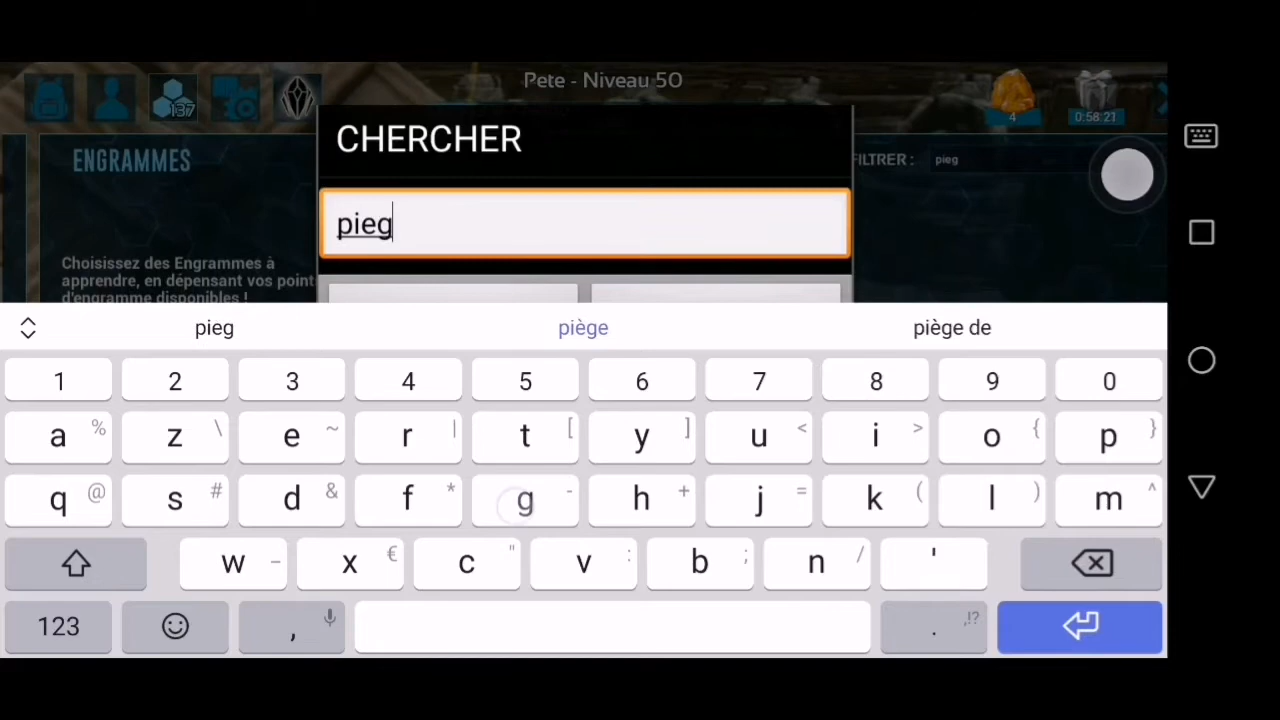 Pete - Niveau 50
137
4
0:58:21
ENGRAMMES
CHERCHER
FILTRER : pieg
pieg
Choisissez des Engrammes à
apprendre, en dépensant vos point
d'engramme disponibles !
pieg piège piège de
1 2 3 4 5 6 7 8 9 0
a % z \ e ~ r | t [ y ] u < i > o { p }
q @ s # d & f * g - h + j = k ( l ) m ^
w _ x € c " v : b ; n / '
123 , . ,!?